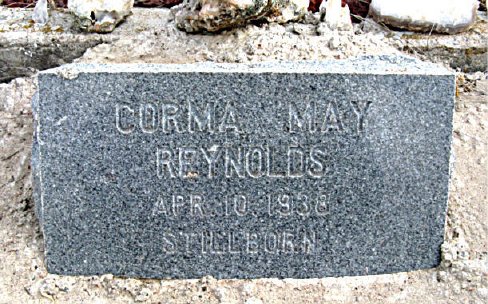 CORMA MAY
REYNOLDS
APR. 10 1938
STILLBORN